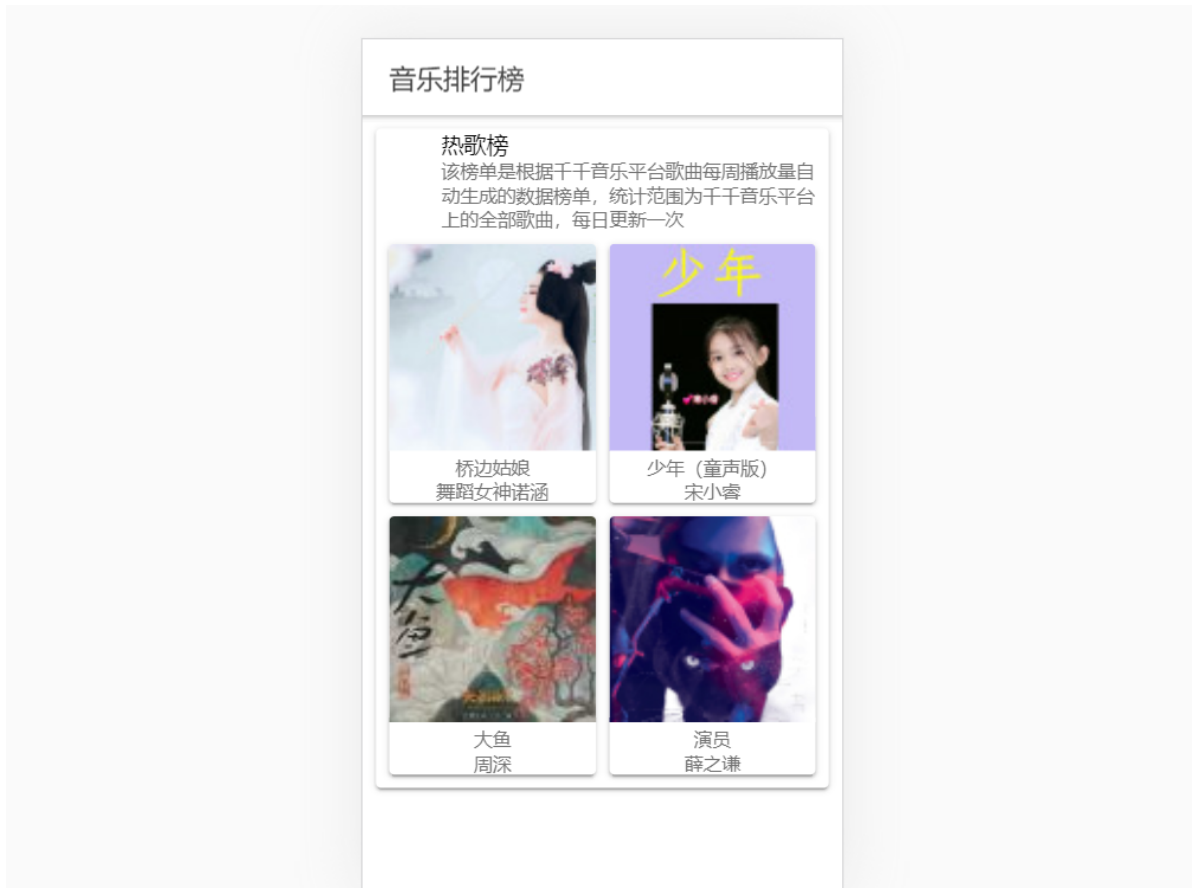 音乐排行榜
热歌榜
该榜单是根据千千音乐平台歌曲每周播放量自
动生成的数据榜单，统计范围为千千音乐平台
上的全部歌曲，每日更新一次
少年
桥边姑娘
舞蹈女神诺涵
少年（童声版）
宋小睿
大鱼
大鱼
周深
演员
薛之谦